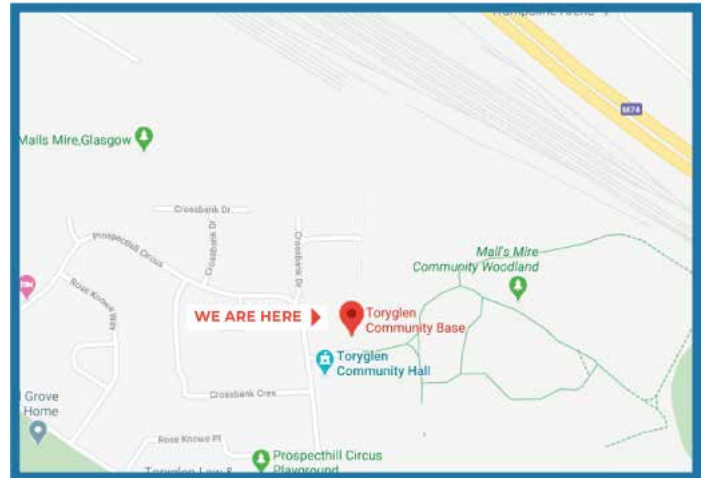 Trampoline Arena
M74
Malls Mire,Glasgow
Crossbank Dr
Prospecthill Circus
Crossbank Dr
Crossbank Dr
Rose Knowe Way
Mall's Mire
Community Woodland
WE ARE HERE
Toryglen
Community Base
Toryglen
Community Hall
Crossbank Cres
Grove
Home
Rose Knowe Pl
Prospecthill Circus
Playground
Toryglen Law &